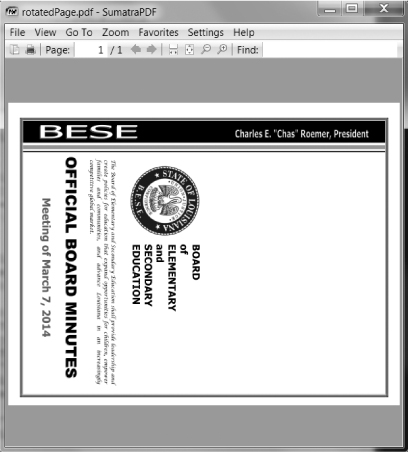 rotatedPage.pdf - SumatraPDF
File View Go To Zoom Favorites Settings Help
Page: 1 / 1 Find:
BESE
Charles E. "Chas" Roemer, President
STATE OF LOUISIANA
B.E.S.E.
BOARD
of
ELEMENTARY
and
SECONDARY
EDUCATION
The Board of Elementary and Secondary Education shall provide leadership and
create policies for education that expand opportunities for children, empower
families and communities, and advance Louisiana in an increasingly
competitive global market.
OFFICIAL BOARD MINUTES
Meeting of March 7, 2014